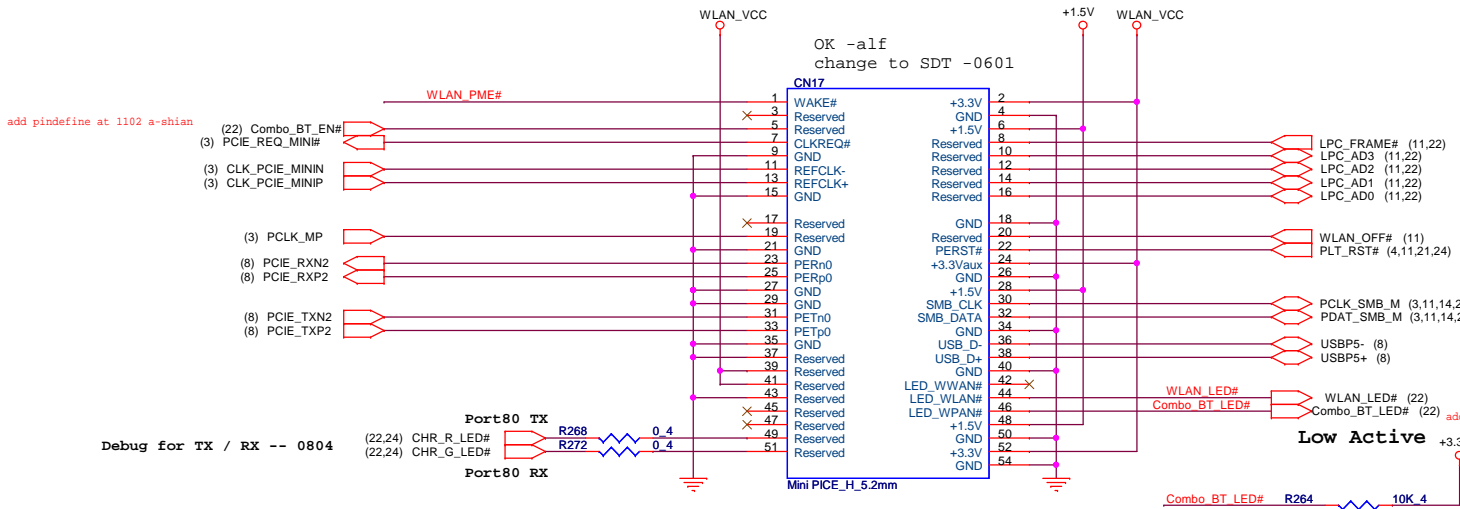 WLAN_VCC
+1.5V WLAN_VCC
OK -alf
change to SDT -0601
CN17
WLAN_PME# 1 WAKE# +3.3V 2
add pindefine at 1102 a-shian
3 Reserved GND 4
(22) Combo_BT_EN# 5 Reserved +1.5V 6
(3) PCIE_REQ_MINI# 7 CLKREQ# Reserved 8 LPC_FRAME# (11,22)
9 GND Reserved 10 LPC_AD3 (11,22)
(3) CLK_PCIE_MININ 11 REFCLK- Reserved 12 LPC_AD2 (11,22)
(3) CLK_PCIE_MINIP 13 REFCLK+ Reserved 14 LPC_AD1 (11,22)
15 GND Reserved 16 LPC_AD0 (11,22)
17 Reserved GND 18
(3) PCLK_MP 19 Reserved Reserved 20 WLAN_OFF# (11)
21 GND PERST# 22 PLT_RST# (4,11,21,24)
(8) PCIE_RXN2 23 PERn0 +3.3Vaux 24
(8) PCIE_RXP2 25 PERp0 GND 26
27 GND +1.5V 28
29 GND SMB_CLK 30 PCLK_SMB_M (3,11,14,2
(8) PCIE_TXN2 31 PETn0 SMB_DATA 32 PDAT_SMB_M (3,11,14,2
(8) PCIE_TXP2 33 PETp0 GND 34
35 GND USB_D- 36 USBP5- (8)
37 Reserved USB_D+ 38 USBP5+ (8)
39 Reserved GND 40
41 Reserved LED_WWAN# 42
43 Reserved LED_WLAN# 44 WLAN_LED# WLAN_LED# (22)
45 Reserved LED_WPAN# 46 Combo_BT_LED# Combo_BT_LED# (22) ad
Port80 TX
47 Reserved +1.5V 48
Debug for TX / RX -- 0804
(22,24) CHR_R_LED# R268 0_4 49 Reserved GND 50
(22,24) CHR_G_LED# R272 0_4 51 Reserved +3.3V 52
Low Active +3.3
Port80 RX
GND 54
Mini PICE_H_5.2mm
Combo_BT_LED# R264 10K_4